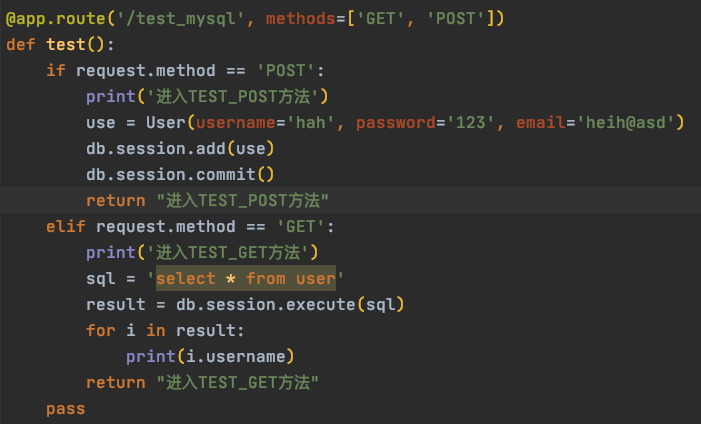 @app.route('/test_mysql', methods=['GET', 'POST'])
def test():
    if request.method == 'POST':
        print('进入TEST_POST方法')
        use = User(username='hah', password='123', email='heih@asd')
        db.session.add(use)
        db.session.commit()
        return "进入TEST_POST方法"
    elif request.method == 'GET':
        print('进入TEST_GET方法')
        sql = 'select * from user'
        result = db.session.execute(sql)
        for i in result:
            print(i.username)
        return "进入TEST_GET方法"
    pass